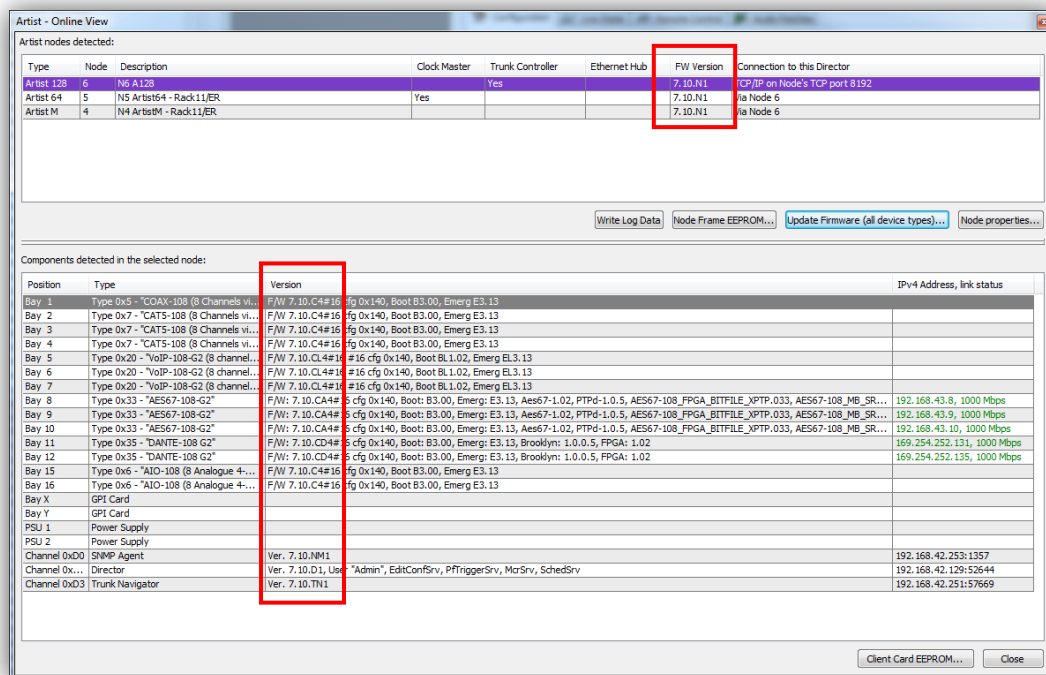 Artist - Online View
Artist nodes detected:
Type Node Description Clock Master Trunk Controller Ethernet Hub FW Version Connection to this Director
Artist 128 6 N6 A128 Yes 7.10.N1 TCP/IP on Node's TCP port 8192
Artist 64 5 N5 Artist64 - Rack11/ER Yes 7.10.N1 Via Node 6
Artist M 4 N4 ArtistM - Rack11/ER 7.10.N1 Via Node 6
Write Log Data Node Frame EEPROM... Update Firmware (all device types)... Node properties...
Components detected in the selected node:
Position Type Version IPv4 Address, link status
Bay 1 Type 0x5 - "COAX-108 (8 Channels vi... F/W 7.10.C4#16 cfg 0x140, Boot B3.00, Emerg E3.13
Bay 2 Type 0x7 - "CAT5-108 (8 Channels vi... F/W 7.10.C4#16 cfg 0x140, Boot B3.00, Emerg E3.13
Bay 3 Type 0x7 - "CAT5-108 (8 Channels vi... F/W 7.10.C4#16 cfg 0x140, Boot B3.00, Emerg E3.13
Bay 4 Type 0x7 - "CAT5-108 (8 Channels vi... F/W 7.10.C4#16 cfg 0x140, Boot B3.00, Emerg E3.13
Bay 5 Type 0x20 - "VoIP-108-G2 (8 channel... F/W 7.10.CL4#16 #16 cfg 0x140, Boot BL1.02, Emerg EL3.13
Bay 6 Type 0x20 - "VoIP-108-G2 (8 channel... F/W 7.10.CL4#16 #16 cfg 0x140, Boot BL1.02, Emerg EL3.13
Bay 7 Type 0x20 - "VoIP-108-G2 (8 channel... F/W 7.10.CL4#16 #16 cfg 0x140, Boot BL1.02, Emerg EL3.13
Bay 8 Type 0x33 - "AES67-108-G2" F/W: 7.10.CA4#16 cfg 0x140, Boot: B3.00, Emerg: E3.13, Aes67-1.02, PTPd-1.0.5, AES67-108_FPGA_BITFILE_XPTP.033, AES67-108_MB_SR... 192.168.43.8, 1000 Mbps
Bay 9 Type 0x33 - "AES67-108-G2" F/W: 7.10.CA4#16 cfg 0x140, Boot: B3.00, Emerg: E3.13, Aes67-1.02, PTPd-1.0.5, AES67-108_FPGA_BITFILE_XPTP.033, AES67-108_MB_SR... 192.168.43.9, 1000 Mbps
Bay 10 Type 0x33 - "AES67-108-G2" F/W: 7.10.CA4#16 cfg 0x140, Boot: B3.00, Emerg: E3.13, Aes67-1.02, PTPd-1.0.5, AES67-108_FPGA_BITFILE_XPTP.033, AES67-108_MB_SR... 192.168.43.10, 1000 Mbps
Bay 11 Type 0x35 - "DANTE-108 G2" F/W: 7.10.CD4#16 cfg 0x140, Boot: B3.00, Emerg: E3.13, Brooklyn: 1.0.0.5, FPGA: 1.02 169.254.252.131, 1000 Mbps
Bay 12 Type 0x35 - "DANTE-108 G2" F/W: 7.10.CD4#16 cfg 0x140, Boot: B3.00, Emerg: E3.13, Brooklyn: 1.0.0.5, FPGA: 1.02 169.254.252.135, 1000 Mbps
Bay 15 Type 0x6 - "AIO-108 (8 Analogue 4-... F/W 7.10.C4#16 cfg 0x140, Boot B3.00, Emerg E3.13
Bay 16 Type 0x6 - "AIO-108 (8 Analogue 4-... F/W 7.10.C4#16 cfg 0x140, Boot B3.00, Emerg E3.13
Bay X GPI Card
Bay Y GPI Card
PSU 1 Power Supply
PSU 2 Power Supply
Channel 0xD0 SNMP Agent Ver. 7.10.NM1 192.168.42.253:1357
Channel 0x... Director Ver. 7.10.D1, User "Admin", EditConfSrv, PfTriggerSrv, McrSrv, SchedSrv 192.168.42.129:52644
Channel 0xD3 Trunk Navigator Ver. 7.10.TN1 192.168.42.251:57669
Client Card EEPROM... Close